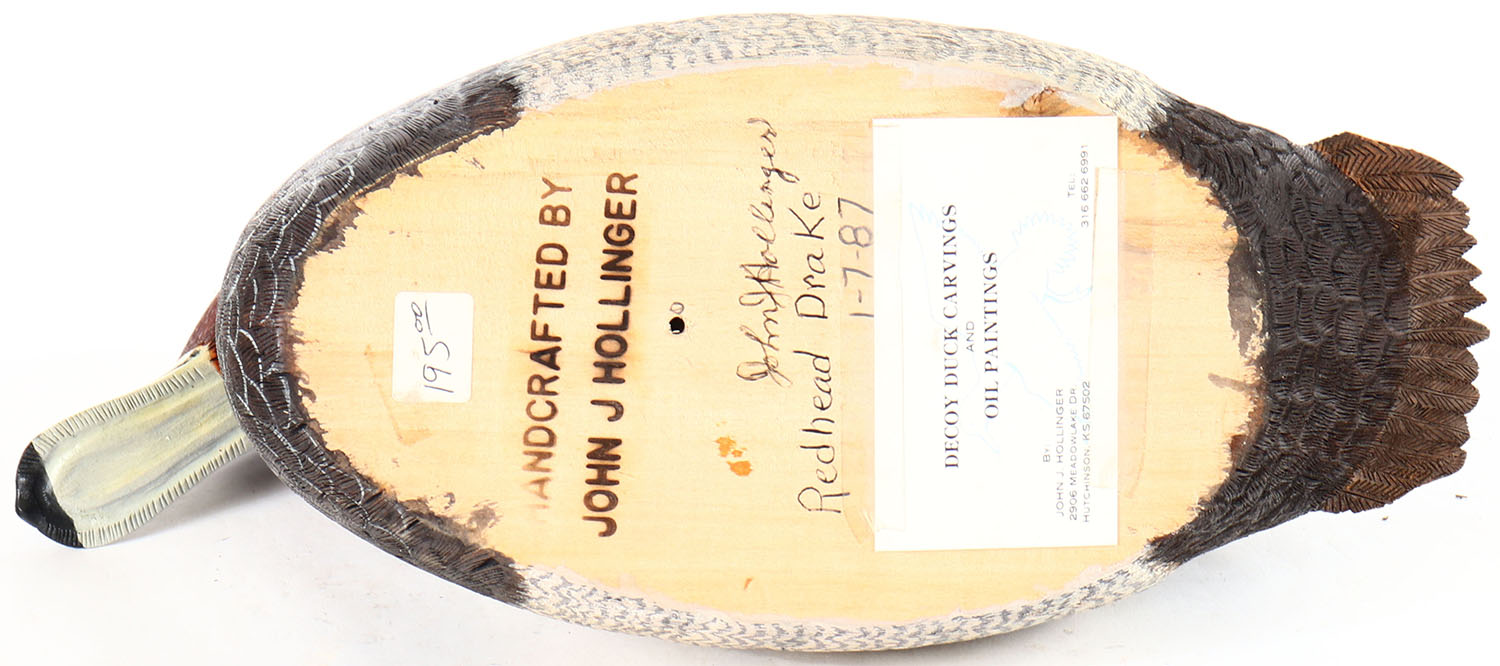 195.00
HANDCRAFTED BY
JOHN J HOLLINGER
John J Hollinger
Redhead Drake
1-7-87
DECOY DUCK CARVINGS
AND
OIL PAINTINGS
BY
JOHN J. HOLLINGER
2906 MEADOWLAKE DR.
HUTCHINSON, KS 67502
TEL:
316 662 6991